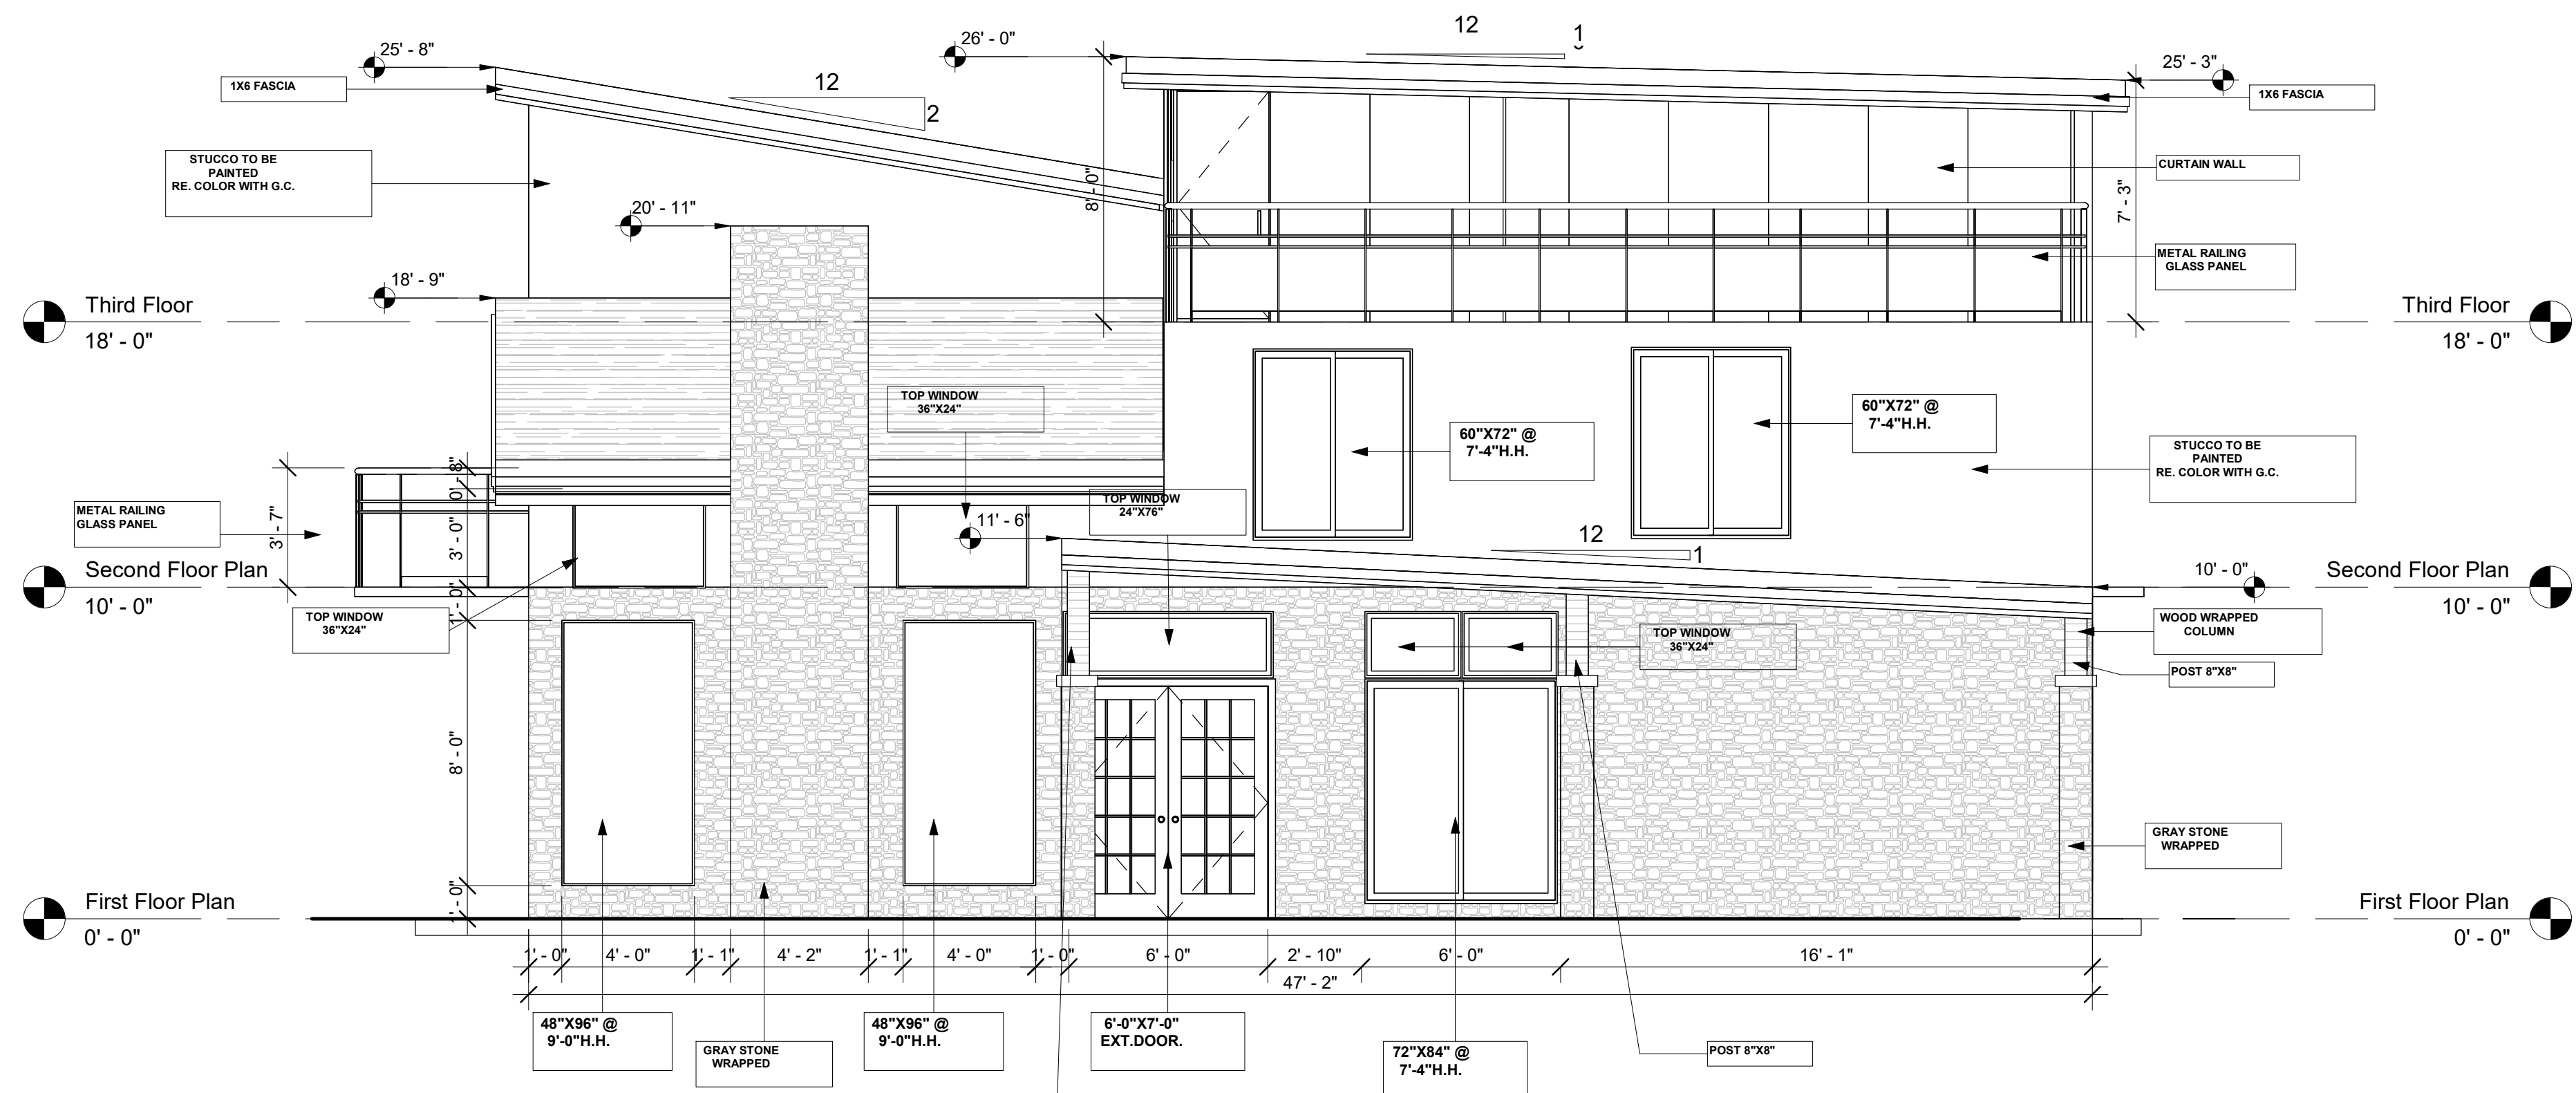 12
1
26' - 0"
25' - 8"
25' - 3"
1X6 FASCIA
12
2
1X6 FASCIA
STUCCO TO BE
PAINTED
RE. COLOR WITH G.C.
CURTAIN WALL
8' - 0"
7' - 3"
20' - 11"
METAL RAILING
GLASS PANEL
18' - 9"
Third Floor
18' - 0"
Third Floor
18' - 0"
TOP WINDOW
36"X24"
60"X72" @
7'-4"H.H.
60"X72" @
7'-4"H.H.
STUCCO TO BE
PAINTED
RE. COLOR WITH G.C.
0' - 8"
TOP WINDOW
24"X76"
METAL RAILING
GLASS PANEL
3' - 7"
3' - 0"
11' - 6"
12
1
Second Floor Plan
10' - 0"
10' - 0"
Second Floor Plan
10' - 0"
1' - 0"
TOP WINDOW
36"X24"
TOP WINDOW
36"X24"
WOOD WRAPPED
COLUMN
POST 8"X8"
8' - 0"
GRAY STONE
WRAPPED
1' - 0"
First Floor Plan
0' - 0"
First Floor Plan
0' - 0"
1' - 0"
4' - 0"
1' - 1"
4' - 2"
1' - 1"
4' - 0"
1' - 0"
6' - 0"
2' - 10"
6' - 0"
16' - 1"
47' - 2"
48"X96" @
9'-0"H.H.
GRAY STONE
WRAPPED
48"X96" @
9'-0"H.H.
6'-0"X7'-0"
EXT.DOOR.
72"X84" @
7'-4"H.H.
POST 8"X8"